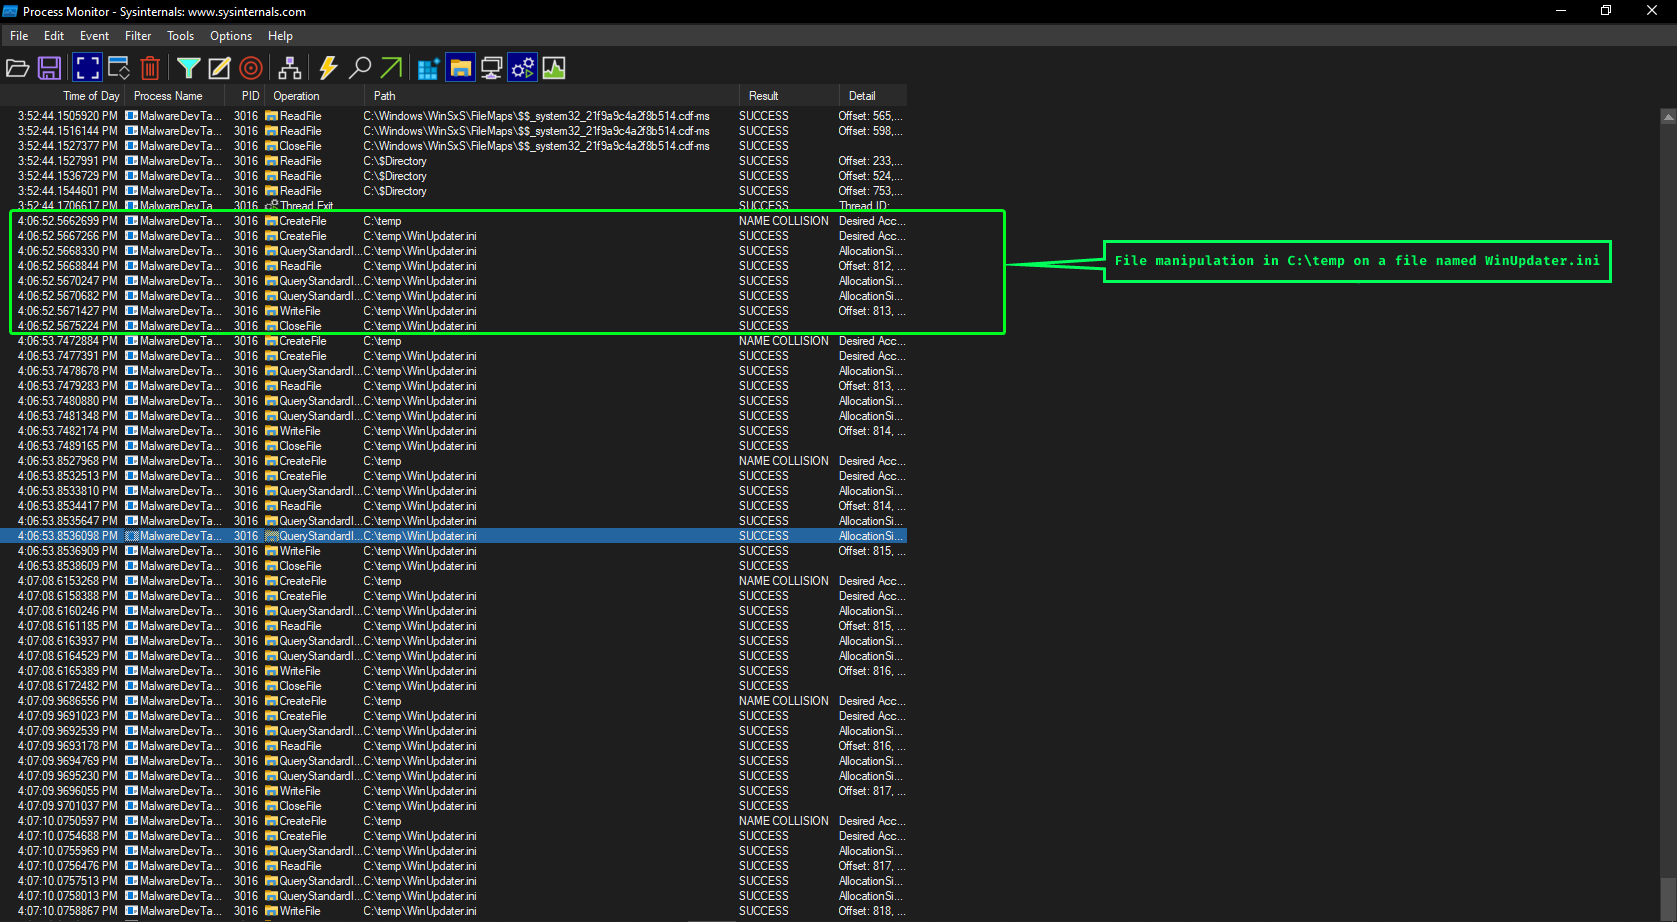 Process Monitor - Sysinternals: www.sysinternals.com
File Edit Event Filter Tools Options Help
Time of Day Process Name PID Operation Path Result Detail
3:52:44.1505920 PM MalwareDevTa... 3016 ReadFile C:\Windows\WinSxS\FileMaps\$$_system32_21f9a9c4a2f8b514.cdf-ms SUCCESS Offset: 565,...
3:52:44.1516144 PM MalwareDevTa... 3016 ReadFile C:\Windows\WinSxS\FileMaps\$$_system32_21f9a9c4a2f8b514.cdf-ms SUCCESS Offset: 598,...
3:52:44.1527377 PM MalwareDevTa... 3016 CloseFile C:\Windows\WinSxS\FileMaps\$$_system32_21f9a9c4a2f8b514.cdf-ms SUCCESS
3:52:44.1527991 PM MalwareDevTa... 3016 ReadFile C:\$Directory SUCCESS Offset: 233,...
3:52:44.1536729 PM MalwareDevTa... 3016 ReadFile C:\$Directory SUCCESS Offset: 524,...
3:52:44.1544601 PM MalwareDevTa... 3016 ReadFile C:\$Directory SUCCESS Offset: 753,...
3:52:44.1706617 PM MalwareDevTa... 3016 Thread Exit SUCCESS Thread ID:
4:06:52.5662699 PM MalwareDevTa... 3016 CreateFile C:\temp NAME COLLISION Desired Acc...
4:06:52.5667266 PM MalwareDevTa... 3016 CreateFile C:\temp\WinUpdater.ini SUCCESS Desired Acc...
4:06:52.5668330 PM MalwareDevTa... 3016 QueryStandardI... C:\temp\WinUpdater.ini SUCCESS AllocationSi...
File manipulation in C:\temp on a file named WinUpdater.ini
4:06:52.5668844 PM MalwareDevTa... 3016 ReadFile C:\temp\WinUpdater.ini SUCCESS Offset: 812, ...
4:06:52.5670247 PM MalwareDevTa... 3016 QueryStandardI... C:\temp\WinUpdater.ini SUCCESS AllocationSi...
4:06:52.5670682 PM MalwareDevTa... 3016 QueryStandardI... C:\temp\WinUpdater.ini SUCCESS AllocationSi...
4:06:52.5671427 PM MalwareDevTa... 3016 WriteFile C:\temp\WinUpdater.ini SUCCESS Offset: 813, ...
4:06:52.5675224 PM MalwareDevTa... 3016 CloseFile C:\temp\WinUpdater.ini SUCCESS
4:06:53.7472884 PM MalwareDevTa... 3016 CreateFile C:\temp NAME COLLISION Desired Acc...
4:06:53.7477391 PM MalwareDevTa... 3016 CreateFile C:\temp\WinUpdater.ini SUCCESS Desired Acc...
4:06:53.7478678 PM MalwareDevTa... 3016 QueryStandardI... C:\temp\WinUpdater.ini SUCCESS AllocationSi...
4:06:53.7479283 PM MalwareDevTa... 3016 ReadFile C:\temp\WinUpdater.ini SUCCESS Offset: 813, ...
4:06:53.7480880 PM MalwareDevTa... 3016 QueryStandardI... C:\temp\WinUpdater.ini SUCCESS AllocationSi...
4:06:53.7481348 PM MalwareDevTa... 3016 QueryStandardI... C:\temp\WinUpdater.ini SUCCESS AllocationSi...
4:06:53.7482174 PM MalwareDevTa... 3016 WriteFile C:\temp\WinUpdater.ini SUCCESS Offset: 814, ...
4:06:53.7489165 PM MalwareDevTa... 3016 CloseFile C:\temp\WinUpdater.ini SUCCESS
4:06:53.8527968 PM MalwareDevTa... 3016 CreateFile C:\temp NAME COLLISION Desired Acc...
4:06:53.8532513 PM MalwareDevTa... 3016 CreateFile C:\temp\WinUpdater.ini SUCCESS Desired Acc...
4:06:53.8533810 PM MalwareDevTa... 3016 QueryStandardI... C:\temp\WinUpdater.ini SUCCESS AllocationSi...
4:06:53.8534417 PM MalwareDevTa... 3016 ReadFile C:\temp\WinUpdater.ini SUCCESS Offset: 814, ...
4:06:53.8535647 PM MalwareDevTa... 3016 QueryStandardI... C:\temp\WinUpdater.ini SUCCESS AllocationSi...
4:06:53.8536098 PM MalwareDevTa... 3016 QueryStandardI... C:\temp\WinUpdater.ini SUCCESS AllocationSi...
4:06:53.8536909 PM MalwareDevTa... 3016 WriteFile C:\temp\WinUpdater.ini SUCCESS Offset: 815, ...
4:06:53.8538609 PM MalwareDevTa... 3016 CloseFile C:\temp\WinUpdater.ini SUCCESS
4:07:08.6153268 PM MalwareDevTa... 3016 CreateFile C:\temp NAME COLLISION Desired Acc...
4:07:08.6158388 PM MalwareDevTa... 3016 CreateFile C:\temp\WinUpdater.ini SUCCESS Desired Acc...
4:07:08.6160246 PM MalwareDevTa... 3016 QueryStandardI... C:\temp\WinUpdater.ini SUCCESS AllocationSi...
4:07:08.6161185 PM MalwareDevTa... 3016 ReadFile C:\temp\WinUpdater.ini SUCCESS Offset: 815, ...
4:07:08.6163937 PM MalwareDevTa... 3016 QueryStandardI... C:\temp\WinUpdater.ini SUCCESS AllocationSi...
4:07:08.6164529 PM MalwareDevTa... 3016 QueryStandardI... C:\temp\WinUpdater.ini SUCCESS AllocationSi...
4:07:08.6165389 PM MalwareDevTa... 3016 WriteFile C:\temp\WinUpdater.ini SUCCESS Offset: 816, ...
4:07:08.6172482 PM MalwareDevTa... 3016 CloseFile C:\temp\WinUpdater.ini SUCCESS
4:07:09.9686556 PM MalwareDevTa... 3016 CreateFile C:\temp NAME COLLISION Desired Acc...
4:07:09.9691023 PM MalwareDevTa... 3016 CreateFile C:\temp\WinUpdater.ini SUCCESS Desired Acc...
4:07:09.9692539 PM MalwareDevTa... 3016 QueryStandardI... C:\temp\WinUpdater.ini SUCCESS AllocationSi...
4:07:09.9693178 PM MalwareDevTa... 3016 ReadFile C:\temp\WinUpdater.ini SUCCESS Offset: 816, ...
4:07:09.9694769 PM MalwareDevTa... 3016 QueryStandardI... C:\temp\WinUpdater.ini SUCCESS AllocationSi...
4:07:09.9695230 PM MalwareDevTa... 3016 QueryStandardI... C:\temp\WinUpdater.ini SUCCESS AllocationSi...
4:07:09.9696055 PM MalwareDevTa... 3016 WriteFile C:\temp\WinUpdater.ini SUCCESS Offset: 817, ...
4:07:09.9701037 PM MalwareDevTa... 3016 CloseFile C:\temp\WinUpdater.ini SUCCESS
4:07:10.0750597 PM MalwareDevTa... 3016 CreateFile C:\temp NAME COLLISION Desired Acc...
4:07:10.0754688 PM MalwareDevTa... 3016 CreateFile C:\temp\WinUpdater.ini SUCCESS Desired Acc...
4:07:10.0755969 PM MalwareDevTa... 3016 QueryStandardI... C:\temp\WinUpdater.ini SUCCESS AllocationSi...
4:07:10.0756476 PM MalwareDevTa... 3016 ReadFile C:\temp\WinUpdater.ini SUCCESS Offset: 817, ...
4:07:10.0757513 PM MalwareDevTa... 3016 QueryStandardI... C:\temp\WinUpdater.ini SUCCESS AllocationSi...
4:07:10.0758013 PM MalwareDevTa... 3016 QueryStandardI... C:\temp\WinUpdater.ini SUCCESS AllocationSi...
4:07:10.0758867 PM MalwareDevTa... 3016 WriteFile C:\temp\WinUpdater.ini SUCCESS Offset: 818, ...